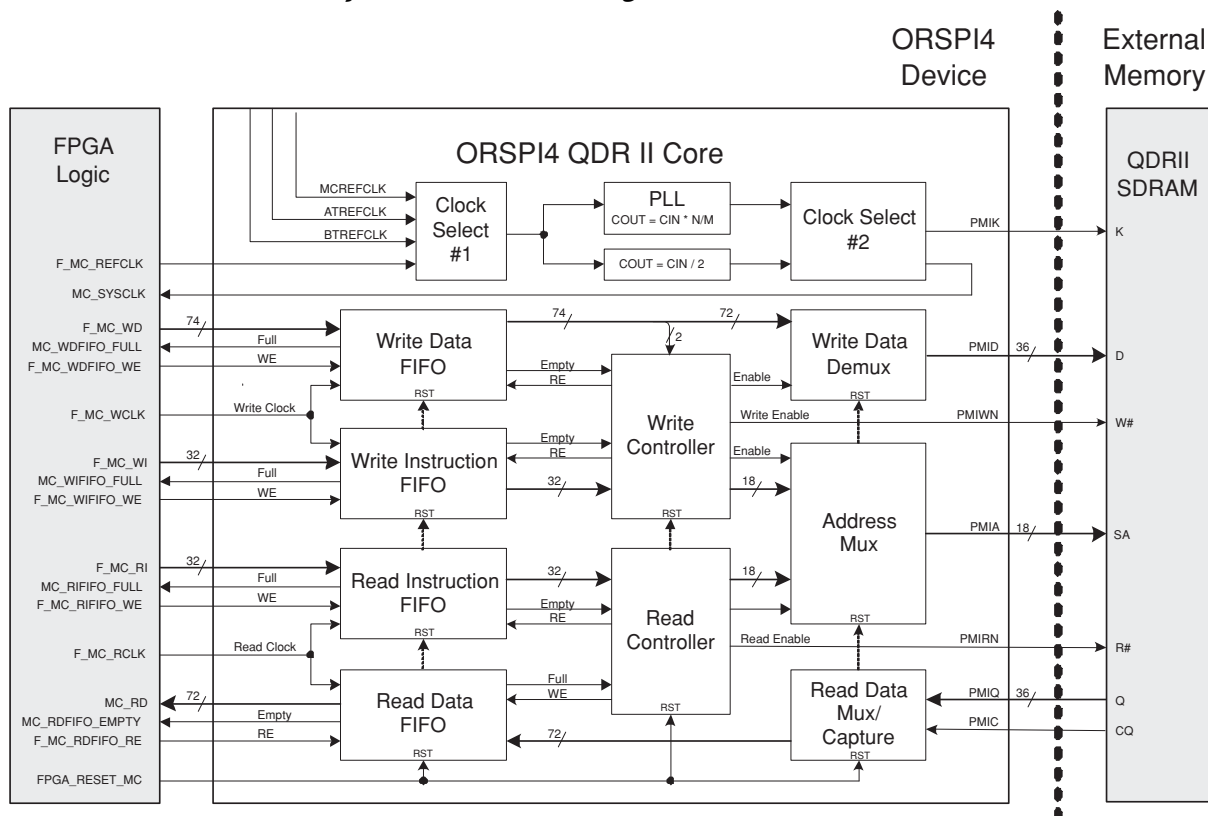 ORSPI4
Device
External
Memory
FPGA
Logic
ORSPI4 QDR II Core
QDRII
SDRAM
MCREFCLK
ATREFCLK
BTREFCLK
Clock
Select
#1
PLL
COUT = CIN * N/M
COUT = CIN / 2
Clock Select
#2
PMIK
K
F_MC_REFCLK
MC_SYSCLK
F_MC_WD
74
MC_WDFIFO_FULL
Full
F_MC_WDFIFO_WE
WE
Write Data
FIFO
RST
74
72
2
Empty
RE
Write Data
Demux
RST
PMID
36
D
Enable
F_MC_WCLK
Write Clock
Write
Controller
RST
Write Enable
PMIWN
W#
F_MC_WI
32
MC_WIFIFO_FULL
Full
F_MC_WIFIFO_WE
WE
Write Instruction
FIFO
RST
Empty
RE
32
Enable
18
Address
Mux
RST
PMIA
18
SA
F_MC_RI
32
MC_RIFIFO_FULL
Full
F_MC_RIFIFO_WE
WE
Read Instruction
FIFO
RST
32
Empty
RE
Read
Controller
RST
18
F_MC_RCLK
Read Clock
Read Enable
PMIRN
R#
MC_RD
72
MC_RDFIFO_EMPTY
Empty
F_MC_RDFIFO_RE
RE
Read Data
FIFO
RST
Full
WE
72
Read Data
Mux/
Capture
RST
PMIQ
36
Q
PMIC
CQ
FPGA_RESET_MC